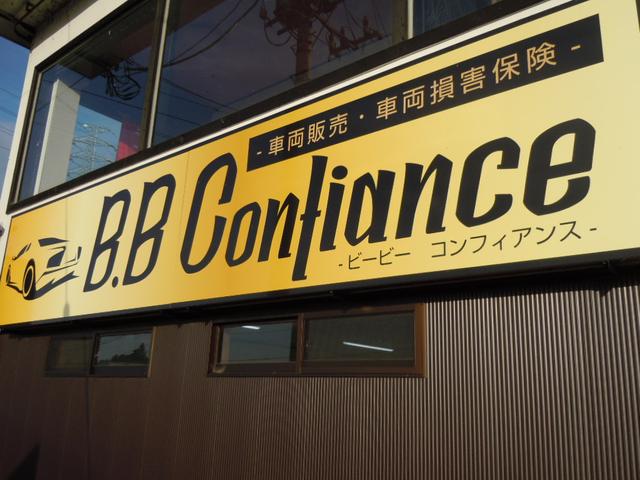 - 車両販売・車両損害保険 -
B.B Confiance
- ビービー コンフィアンス -